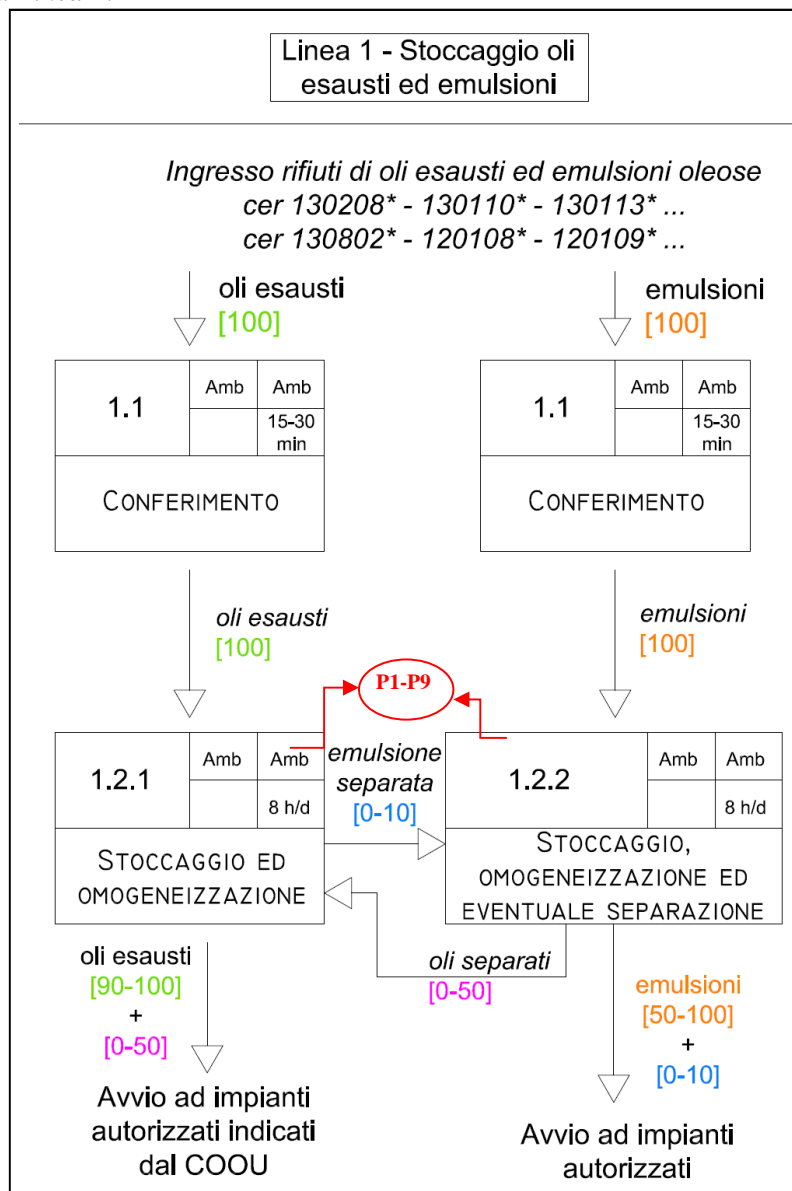 Linea 1 - Stoccaggio oli
esausti ed emulsioni
Ingresso rifiuti di oli esausti ed emulsioni oleose
cer 130208* - 130110* - 130113* ...
cer 130802* - 120108* - 120109* ...
oli esausti
[100]
emulsioni
[100]
1.1
Amb
Amb
15-30
min
CONFERIMENTO
1.1
Amb
Amb
15-30
min
CONFERIMENTO
oli esausti
[100]
emulsioni
[100]
P1-P9
1.2.1
Amb
Amb
8 h/d
STOCCAGGIO ED
OMOGENEIZZAZIONE
emulsione
separata
[0-10]
1.2.2
Amb
Amb
8 h/d
STOCCAGGIO,
OMOGENEIZZAZIONE ED
EVENTUALE SEPARAZIONE
oli separati
[0-50]
oli esausti
[90-100]
+
[0-50]
emulsioni
[50-100]
+
[0-10]
Avvio ad impianti
autorizzati indicati
dal COOU
Avvio ad impianti
autorizzati